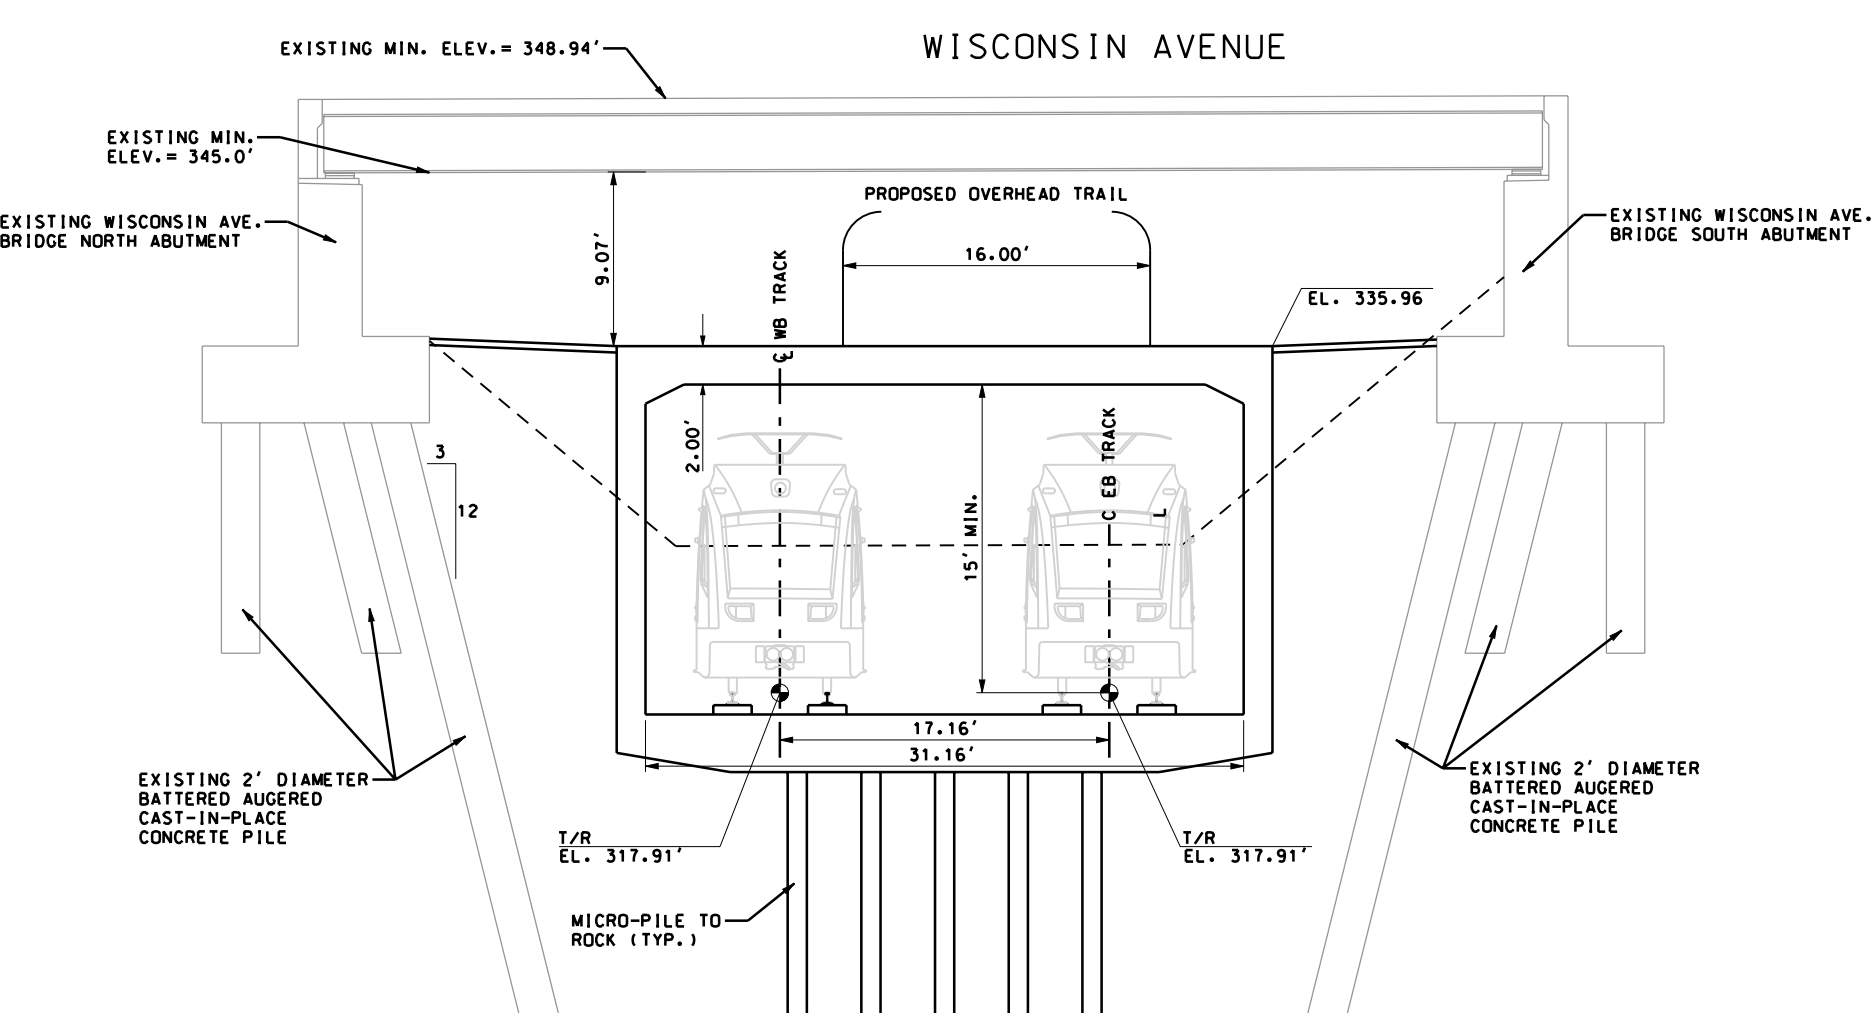 WISCONSIN AVENUE
EXISTING MIN. ELEV.= 348.94'
EXISTING MIN.
ELEV.= 345.0'
EXISTING WISCONSIN AVE.
BRIDGE NORTH ABUTMENT
PROPOSED OVERHEAD TRAIL
16.00'
9.07'
EXISTING WISCONSIN AVE.
BRIDGE SOUTH ABUTMENT
EL. 335.96
CL WB TRACK
2.00'
CL EB TRACK
15' MIN.
3
12
17.16'
31.16'
EXISTING 2' DIAMETER
BATTERED AUGERED
CAST-IN-PLACE
CONCRETE PILE
T/R
EL. 317.91'
T/R
EL. 317.91'
EXISTING 2' DIAMETER
BATTERED AUGERED
CAST-IN-PLACE
CONCRETE PILE
MICRO-PILE TO
ROCK (TYP.)